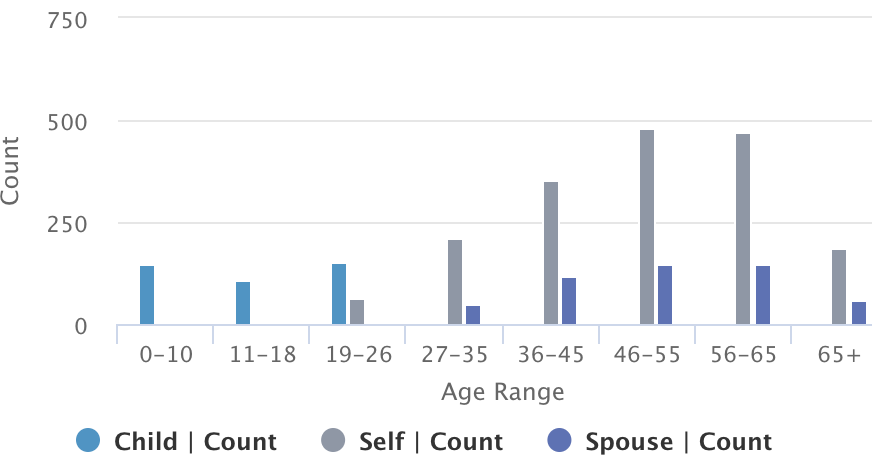 750
500
250
0
Count
0–10 11–18 19–26 27–35 36–45 46–55 56–65 65+
Age Range
Child | Count Self | Count Spouse | Count